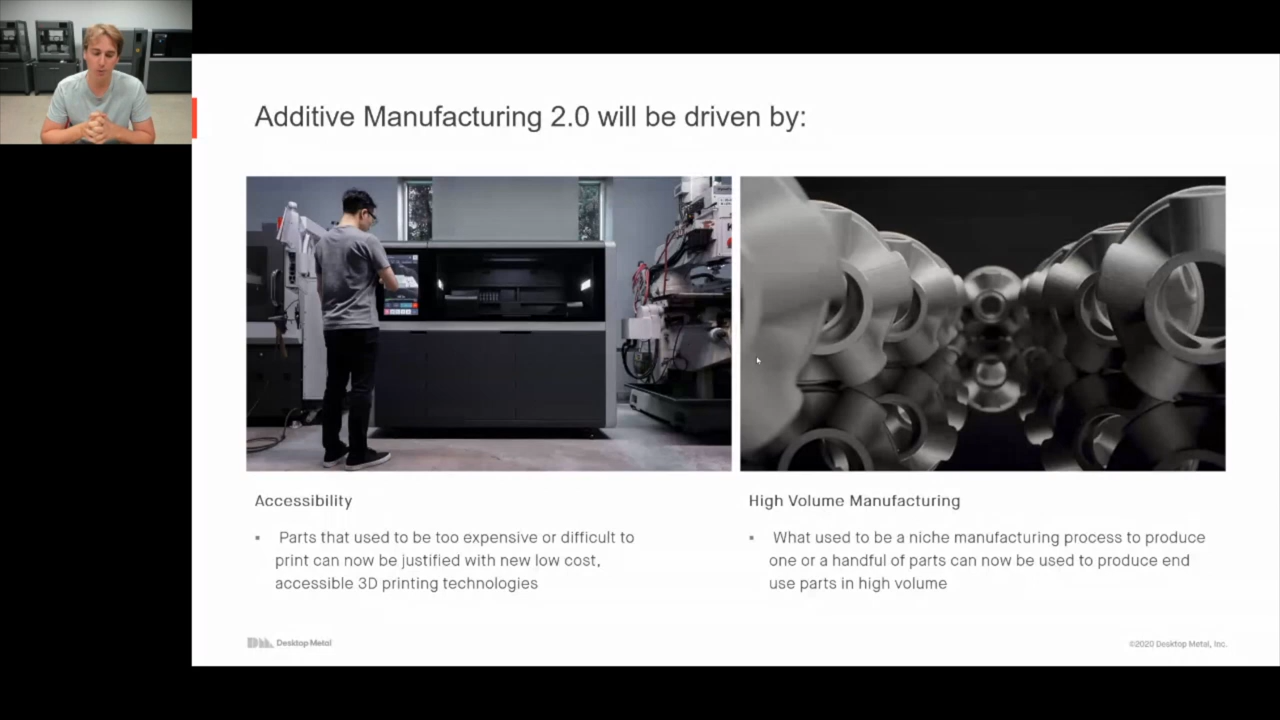 Additive Manufacturing 2.0 will be driven by:
Accessibility
▪ Parts that used to be too expensive or difficult to
print can now be justified with new low cost,
accessible 3D printing technologies
High Volume Manufacturing
▪ What used to be a niche manufacturing process to produce
one or a handful of parts can now be used to produce end
use parts in high volume
Desktop Metal
©2020 Desktop Metal, Inc.